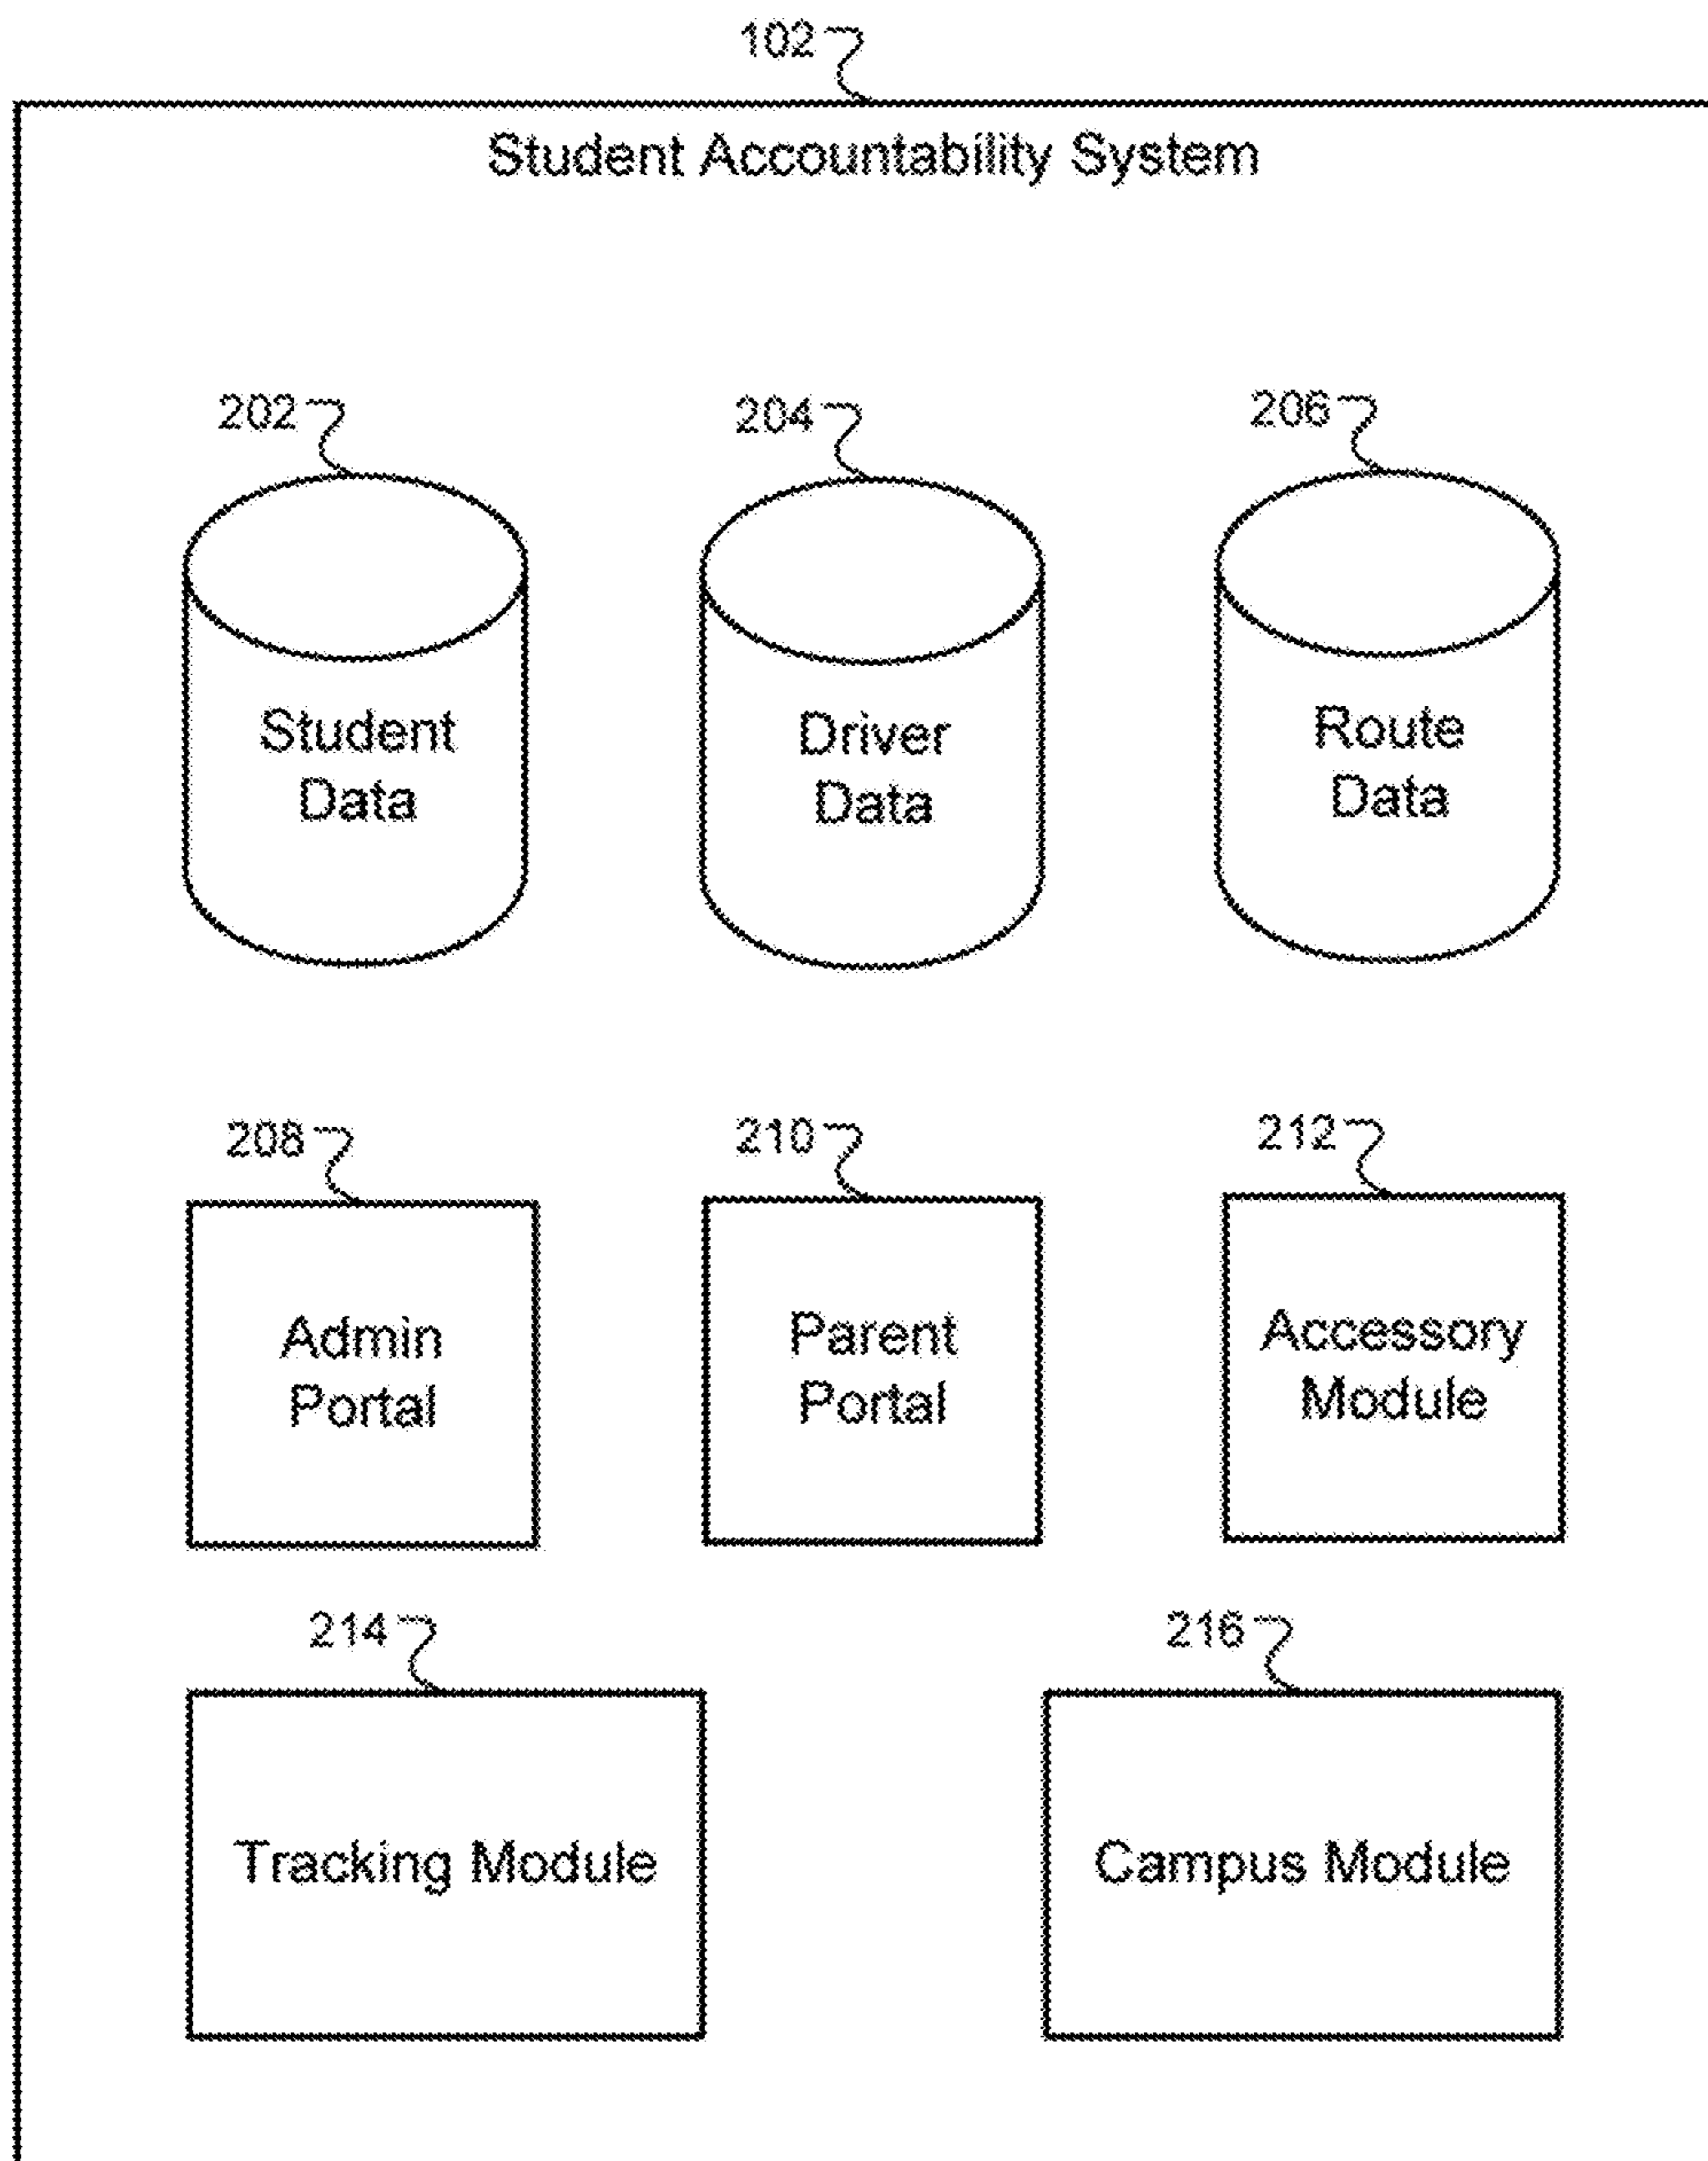 102
Student Accountability System
202
204
206
Student
Data
Driver
Data
Route
Data
208
210
212
Admin
Portal
Parent
Portal
Accessory
Module
214
216
Tracking Module
Campus Module